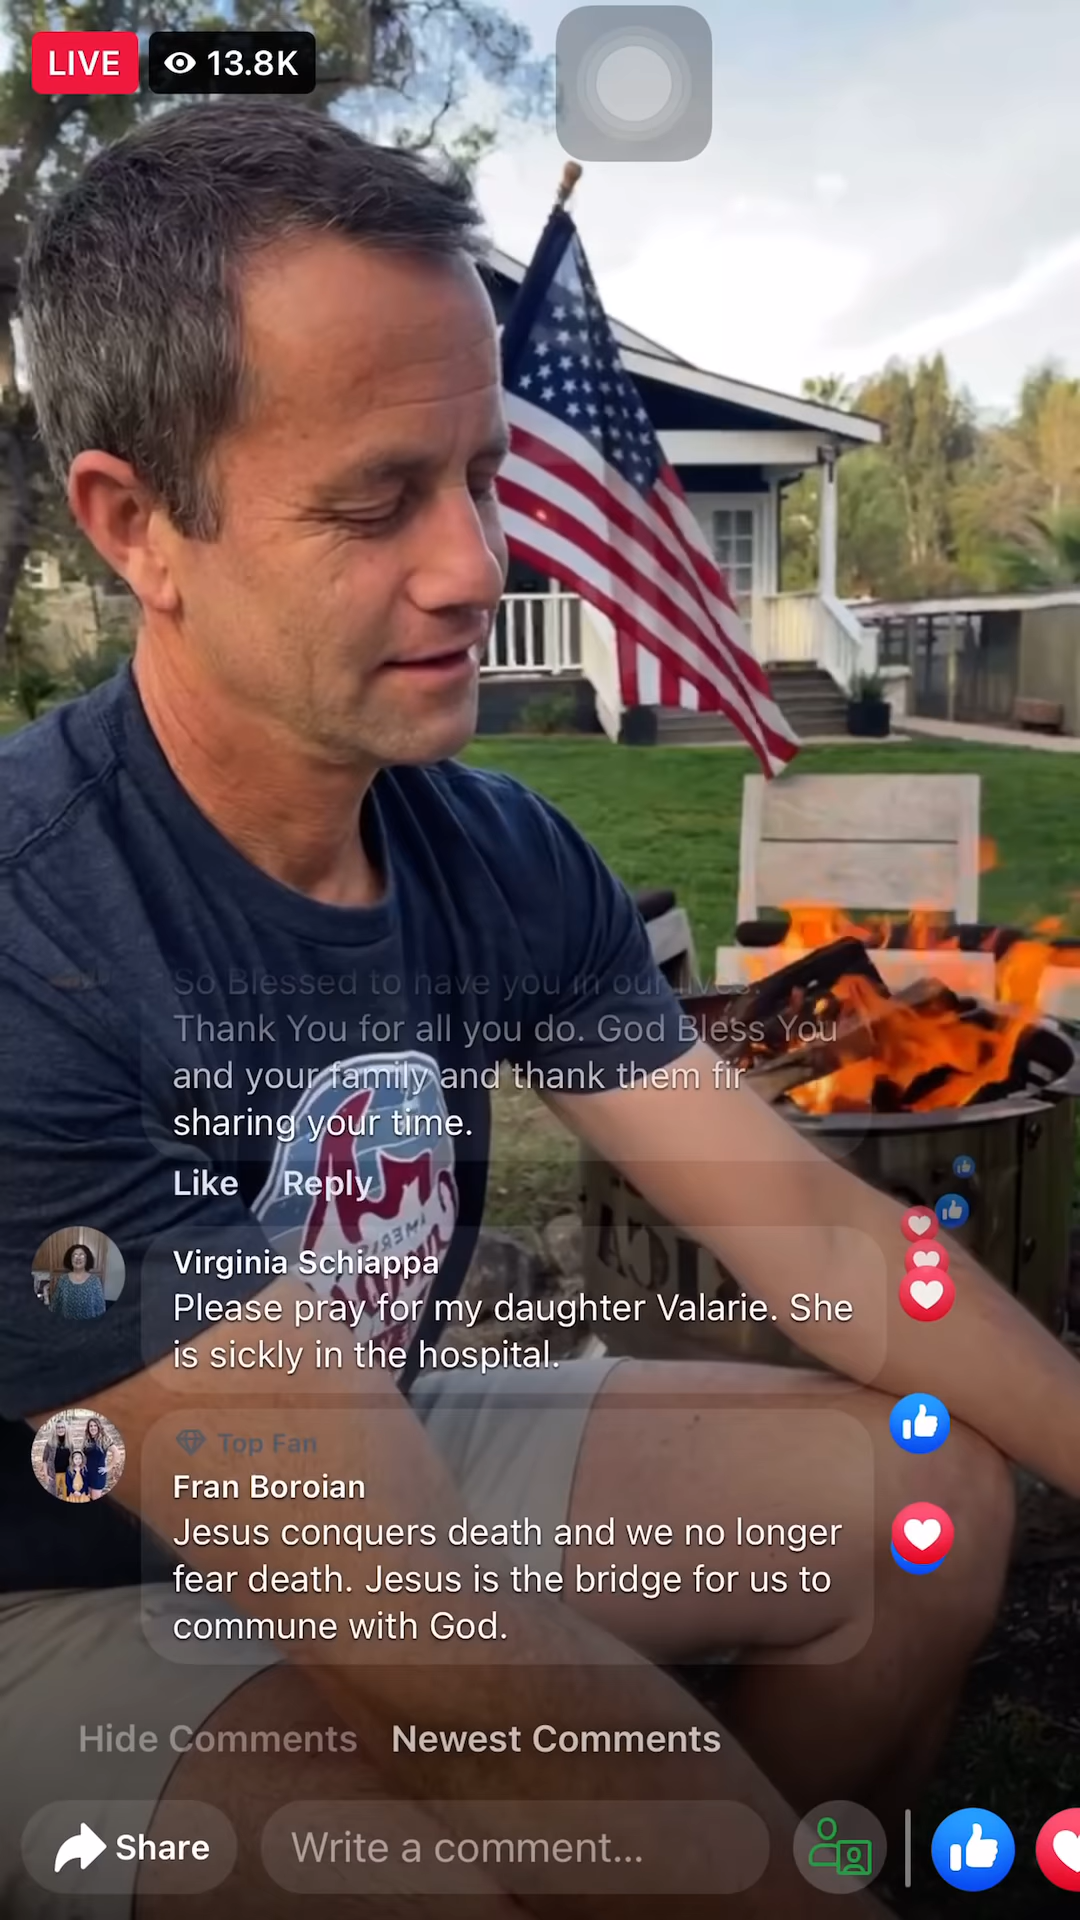 LIVE
13.8K
So Blessed to have you in our lives.
Thank You for all you do. God Bless You
and your family and thank them fir
sharing your time.
Like Reply
Virginia Schiappa
Please pray for my daughter Valarie. She
is sickly in the hospital.
Top Fan
Fran Boroian
Jesus conquers death and we no longer
fear death. Jesus is the bridge for us to
commune with God.
Hide Comments Newest Comments
Share Write a comment...